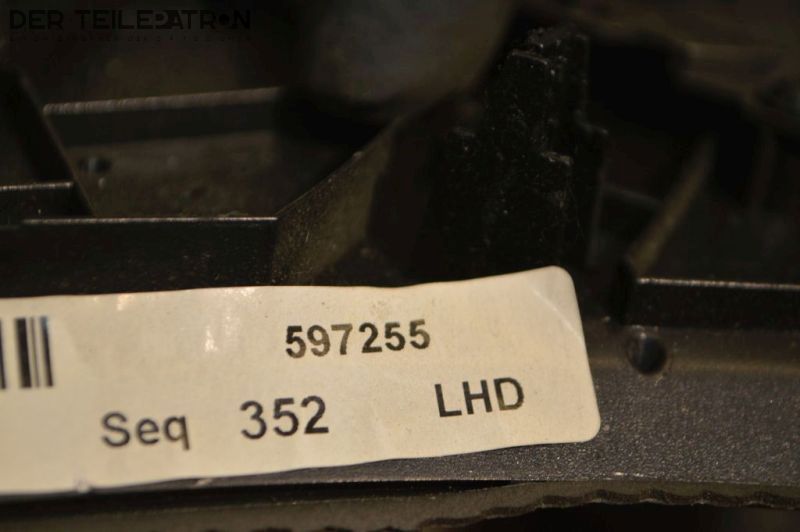 DER TEILEPATRON
597255
Seq 352 LHD